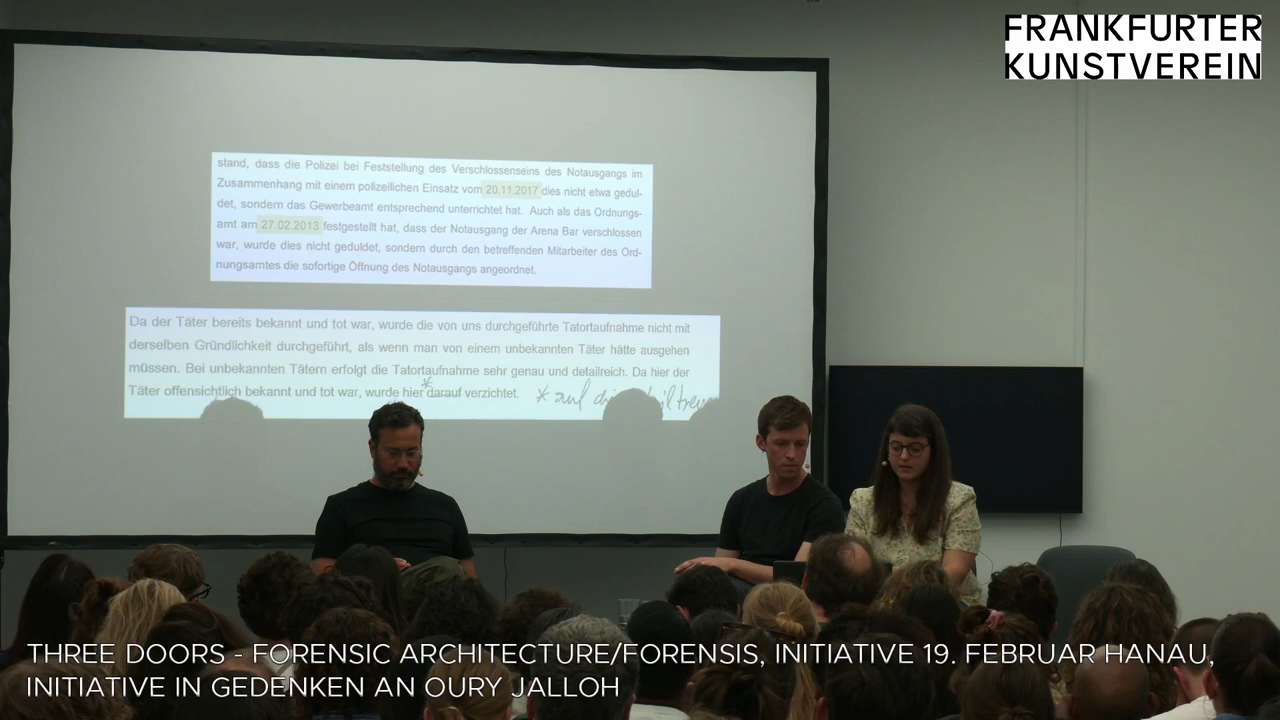 FRANKFURTER
KUNSTVEREIN
stand, dass die Polizei bei Feststellung des Verschlossenseins des Notausgangs im
Zusammenhang mit einem polizeilichen Einsatz vom 20.11.2017 dies nicht etwa gedul-
det, sondern das Gewerbeamt entsprechend unterrichtet hat. Auch als das Ordnungs-
amt am 27.02.2013 festgestellt hat, dass der Notausgang der Arena Bar verschlossen
war, wurde dies nicht geduldet, sondern durch den betreffenden Mitarbeiter des Ord-
nungsamtes die sofortige Öffnung des Notausgangs angeordnet.
Da der Täter bereits bekannt und tot war, wurde die von uns durchgeführte Tatortaufnahme nicht mit
derselben Gründlichkeit durchgeführt, als wenn man von einem unbekannten Täter hätte ausgehen
müssen. Bei unbekannten Tätern erfolgt die Tatortaufnahme sehr genau und detailreich. Da hier der
Täter offensichtlich bekannt und tot war, wurde hier * darauf verzichtet. * auf
THREE DOORS - FORENSIC ARCHITECTURE/FORENSIS, INITIATIVE 19. FEBRUAR HANAU,
INITIATIVE IN GEDENKEN AN OURY JALLOH